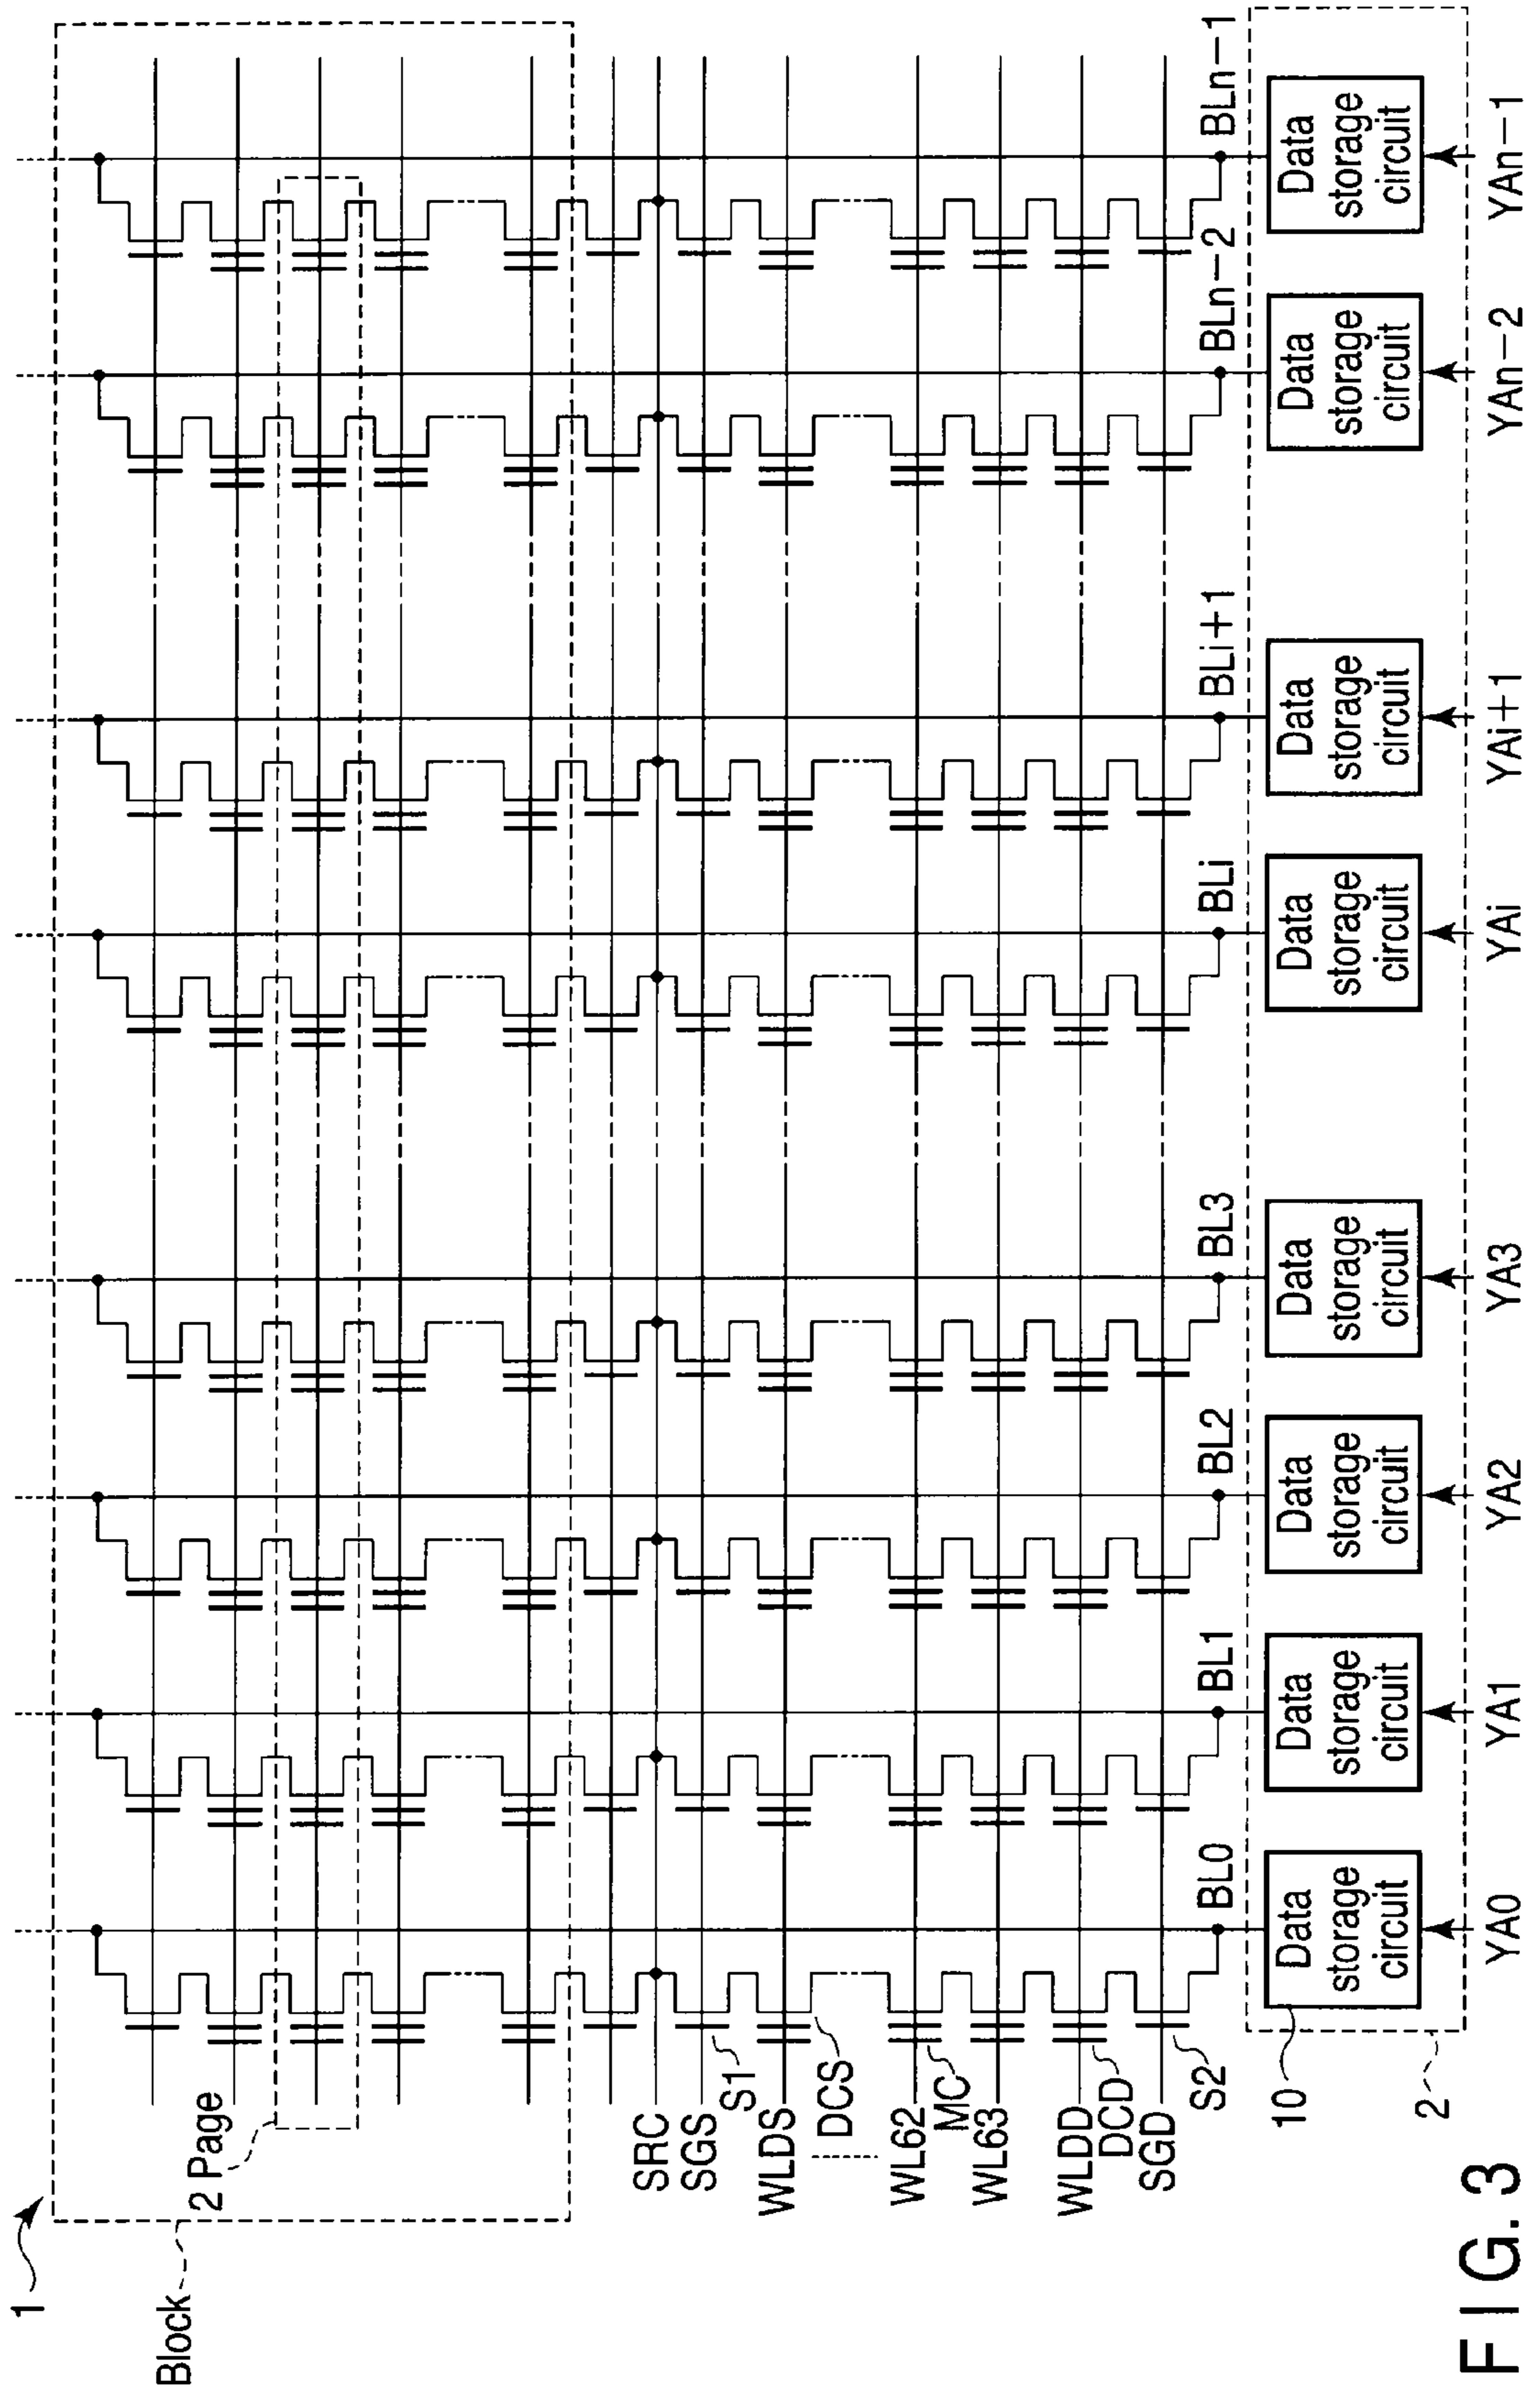 1
Block
2 Page
SRC
SGS
S1
WLDS
DCS
WL62
MC
WL63
WLDD
DCD
SGD
S2
BL0
BL1
BL2
BL3
BLi
BLi+1
BLn-2
BLn-1
10
Data
storage
circuit
Data
storage
circuit
Data
storage
circuit
Data
storage
circuit
Data
storage
circuit
Data
storage
circuit
Data
storage
circuit
Data
storage
circuit
2
YA0
YA1
YA2
YA3
YAi
YAi+1
YAn-2
YAn-1
FIG. 3